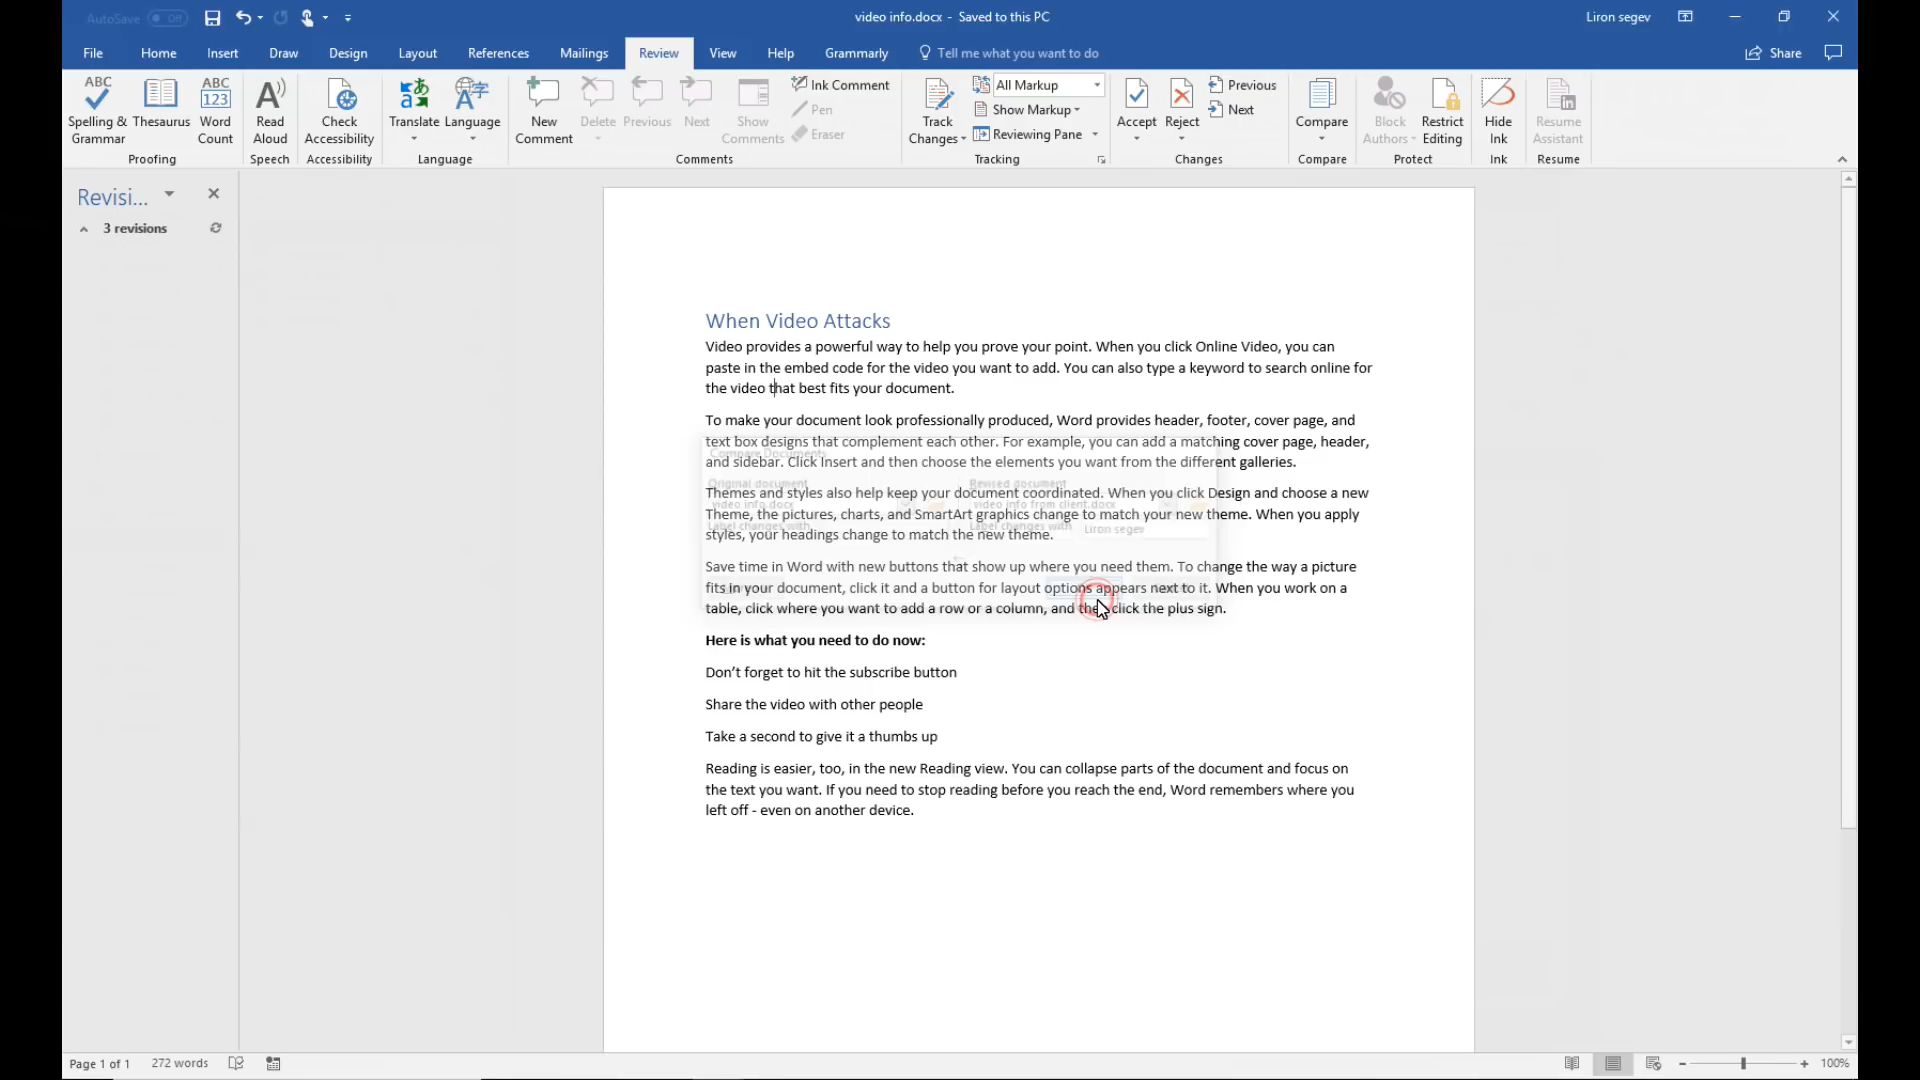 AutoSave Off
video info.docx - Saved to this PC
Liron segev
File Home Insert Draw Design Layout References Mailings Review View Help Grammarly Tell me what you want to do Share
ABC Spelling & Grammar
Thesaurus
ABC 123 Word Count
Proofing
Read Aloud
Speech
Check Accessibility
Accessibility
Translate
Language
Language
New Comment
Delete
Previous
Next
Show Comments
Ink Comment
Pen
Eraser
Comments
Track Changes
All Markup
Show Markup
Reviewing Pane
Tracking
Accept
Reject
Previous
Next
Changes
Compare
Compare
Block Authors
Restrict Editing
Protect
Hide Ink
Ink
Resume Assistant
Resume
Revisi...
3 revisions
When Video Attacks
Video provides a powerful way to help you prove your point. When you click Online Video, you can
paste in the embed code for the video you want to add. You can also type a keyword to search online for
the video that best fits your document.
To make your document look professionally produced, Word provides header, footer, cover page, and
text box designs that complement each other. For example, you can add a matching cover page, header,
and sidebar. Click Insert and then choose the elements you want from the different galleries.
Themes and styles also help keep your document coordinated. When you click Design and choose a new
Theme, the pictures, charts, and SmartArt graphics change to match your new theme. When you apply
styles, your headings change to match the new theme.
Save time in Word with new buttons that show up where you need them. To change the way a picture
fits in your document, click it and a button for layout options appears next to it. When you work on a
table, click where you want to add a row or a column, and then click the plus sign.
Here is what you need to do now:
Don't forget to hit the subscribe button
Share the video with other people
Take a second to give it a thumbs up
Reading is easier, too, in the new Reading view. You can collapse parts of the document and focus on
the text you want. If you need to stop reading before you reach the end, Word remembers where you
left off - even on another device.
Compare Documents
Original document
Revised document
video info.docx
video info from client.docx
Label changes with
Label changes with
Liron segev
Page 1 of 1
272 words
100%